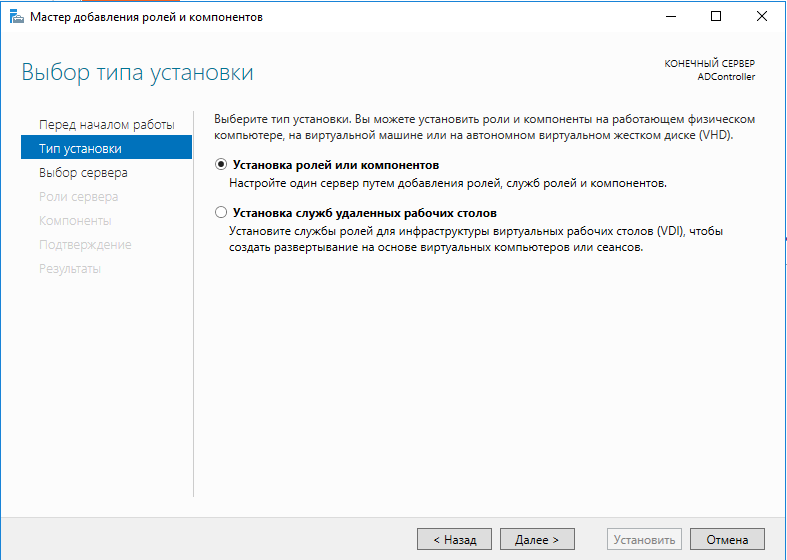 Мастер добавления ролей и компонентов
Выбор типа установки
КОНЕЧНЫЙ СЕРВЕР
ADController
Перед началом работы
Тип установки
Выбор сервера
Роли сервера
Компоненты
Подтверждение
Результаты
Выберите тип установки. Вы можете установить роли и компоненты на работающем физическом
компьютере, на виртуальной машине или на автономном виртуальном жестком диске (VHD).
Установка ролей или компонентов
Настройте один сервер путем добавления ролей, служб ролей и компонентов.
Установка служб удаленных рабочих столов
Установите службы ролей для инфраструктуры виртуальных рабочих столов (VDI), чтобы
создать развертывание на основе виртуальных компьютеров или сеансов.
< Назад
Далее >
Установить
Отмена